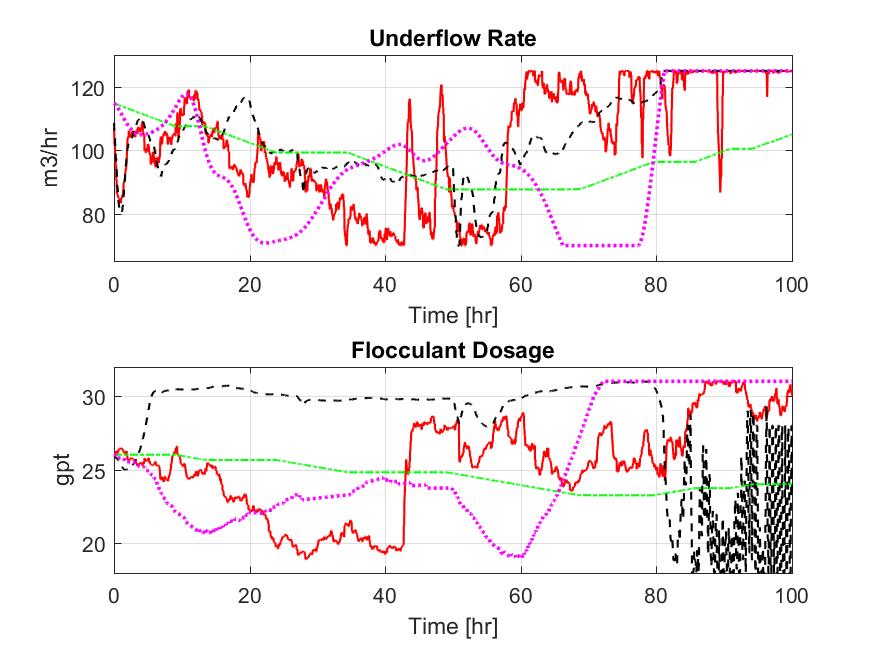 Underflow Rate
120
100
80
m3/hr
0 20 40 60 80 100
Time [hr]
Flocculant Dosage
30
25
20
gpt
0 20 40 60 80 100
Time [hr]